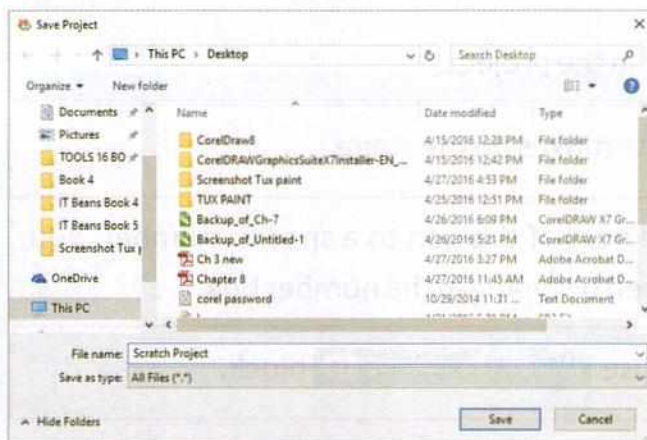 Save Project
This PC › Desktop
Search Desktop
Organize
New folder
Documents
Pictures
TOOLS 16 BO
Book 4
IT Beans Book 4
IT Beans Book 5
Screenshot Tux
OneDrive
This PC
Name Date modified Type
CorelDraw8 4/15/2016 12:28 PM File folder
CorelDRAWGraphicsSuiteX7Installer-EN_... 4/15/2016 12:42 PM File folder
Screenshot Tux paint 4/27/2016 4:53 PM File folder
TUX PAINT 4/25/2016 12:51 PM File folder
Backup_of_Ch-7 4/26/2016 6:09 PM CorelDRAW X7 Gr...
Backup_of_Untitled-1 4/26/2016 5:21 PM CorelDRAW X7 Gr...
Ch 3 new 4/27/2016 3:27 PM Adobe Acrobat D...
Chapter 8 4/27/2016 11:45 AM Adobe Acrobat D...
corel password 10/29/2014 11:31 ... Text Document
File name: Scratch Project
Save as type: All Files (*.*)
Hide Folders
Save
Cancel